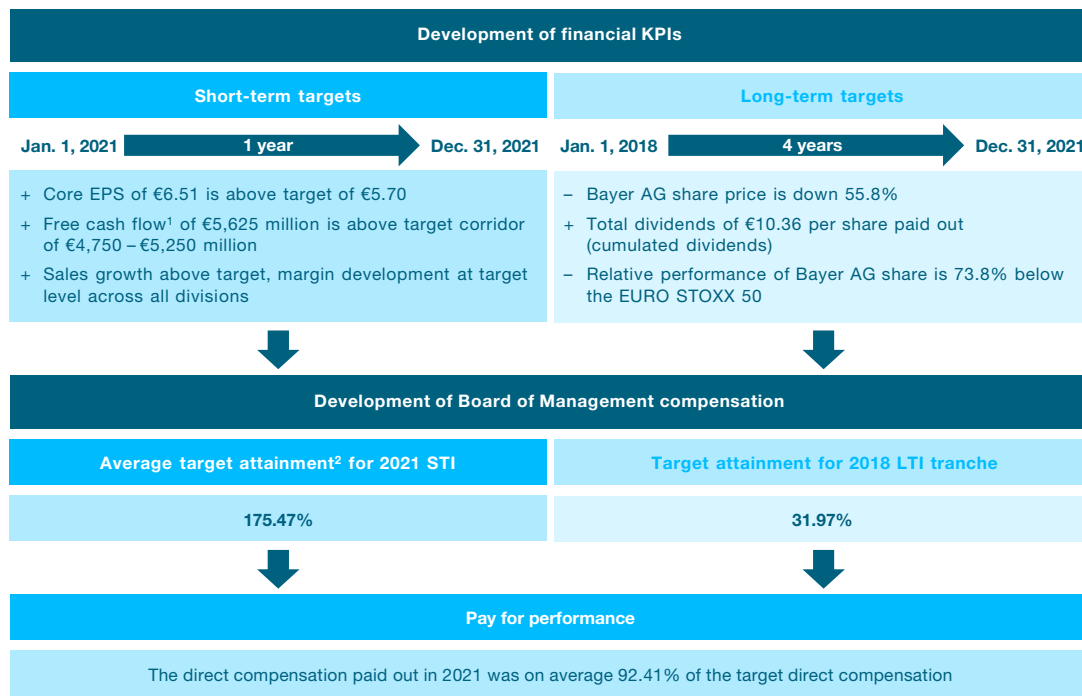 Development of financial KPIs
Short-term targets
Long-term targets
Jan. 1, 2021
1 year
Dec. 31, 2021
Jan. 1, 2018
4 years
Dec. 31, 2021
+ Core EPS of €6.51 is above target of €5.70
+ Free cash flow¹ of €5,625 million is above target corridor
of €4,750 – €5,250 million
+ Sales growth above target, margin development at target
level across all divisions
– Bayer AG share price is down 55.8%
+ Total dividends of €10.36 per share paid out
(cumulated dividends)
– Relative performance of Bayer AG share is 73.8% below
the EURO STOXX 50
Development of Board of Management compensation
Average target attainment² for 2021 STI
Target attainment for 2018 LTI tranche
175.47%
31.97%
Pay for performance
The direct compensation paid out in 2021 was on average 92.41% of the target direct compensation